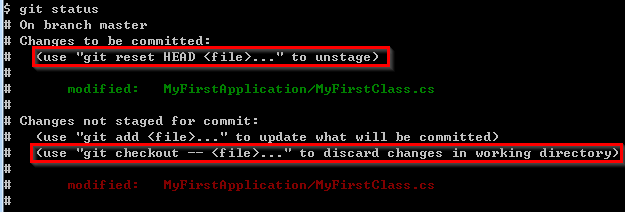 $ git status
# On branch master
# Changes to be committed:
#   (use "git reset HEAD <file>..." to unstage)
#
#       modified:   MyFirstApplication/MyFirstClass.cs
#
# Changes not staged for commit:
#   (use "git add <file>..." to update what will be committed)
#   (use "git checkout -- <file>..." to discard changes in working directory)
#
#       modified:   MyFirstApplication/MyFirstClass.cs
#